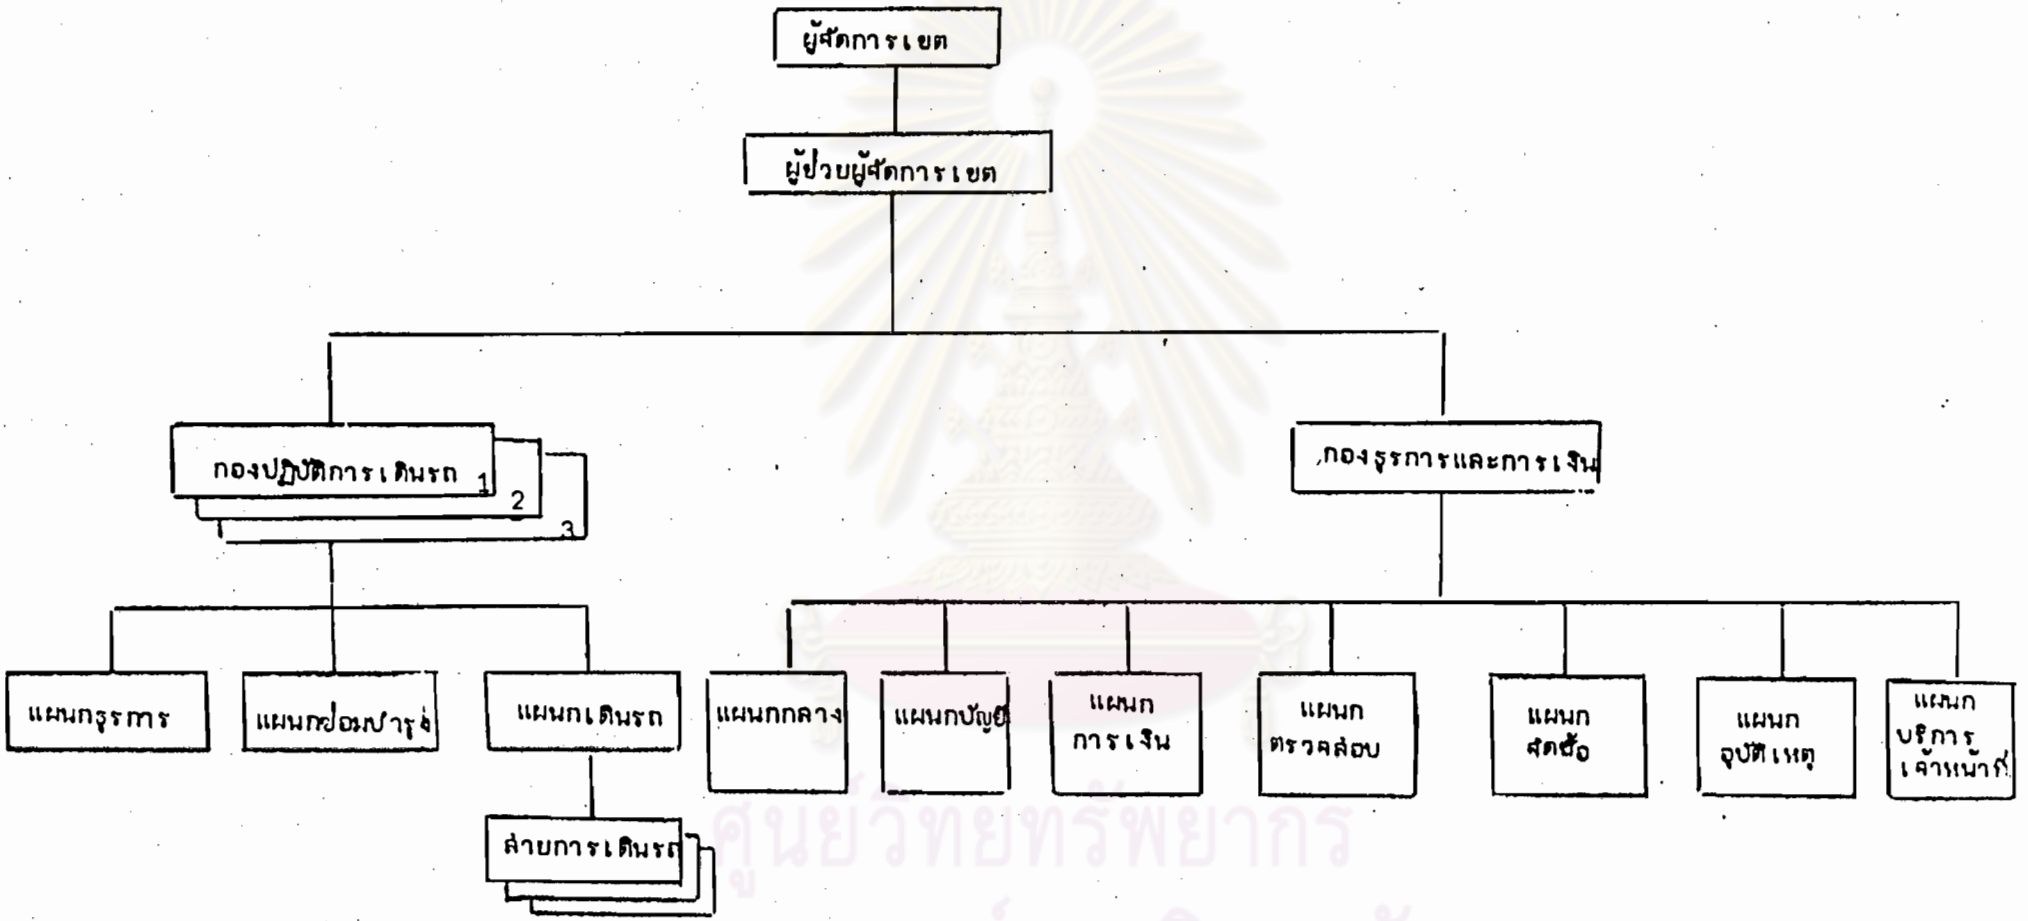 ผู้จัดการเขต
ผู้ช่วยผู้จัดการเขต
กองปฏิบัติการเดินรถ 1
2
3
กองธุรการและการเงิน
แผนกธุรการ
แผนกซ่อมบำรุง
แผนกเดินรถ
แผนกกลาง
แผนกบัญชี
แผนก
การเงิน
แผนก
ตรวจสอบ
แผนก
จัดซื้อ
แผนก
อุบัติเหตุ
แผนก
บริการ
เจ้าหน้าที่
สายการเดินรถ
ศูนย์วิทยทรัพยากร